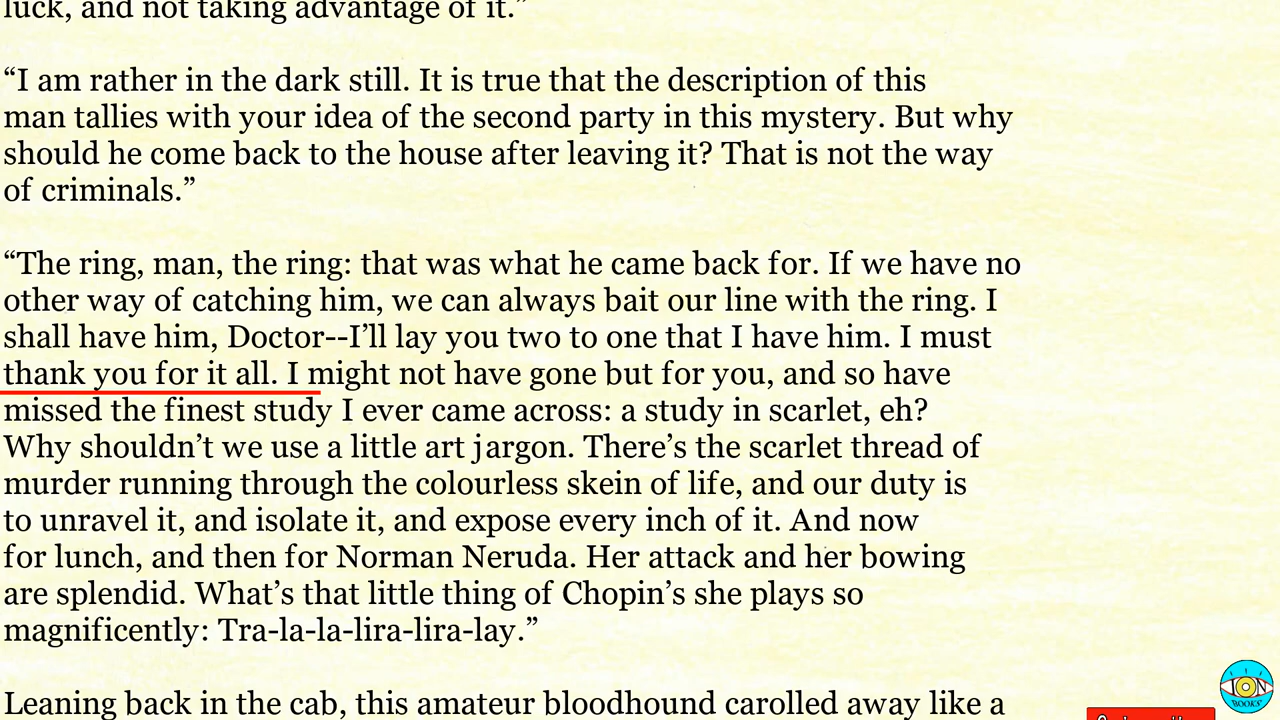 luck, and not taking advantage of it.”
“I am rather in the dark still. It is true that the description of this
man tallies with your idea of the second party in this mystery. But why
should he come back to the house after leaving it? That is not the way
of criminals.”
“The ring, man, the ring: that was what he came back for. If we have no
other way of catching him, we can always bait our line with the ring. I
shall have him, Doctor--I’ll lay you two to one that I have him. I must
thank you for it all. I might not have gone but for you, and so have
missed the finest study I ever came across: a study in scarlet, eh?
Why shouldn’t we use a little art jargon. There’s the scarlet thread of
murder running through the colourless skein of life, and our duty is
to unravel it, and isolate it, and expose every inch of it. And now
for lunch, and then for Norman Neruda. Her attack and her bowing
are splendid. What’s that little thing of Chopin’s she plays so
magnificently: Tra-la-la-lira-lira-lay.”
Leaning back in the cab, this amateur bloodhound carolled away like a
ION
BOOKS